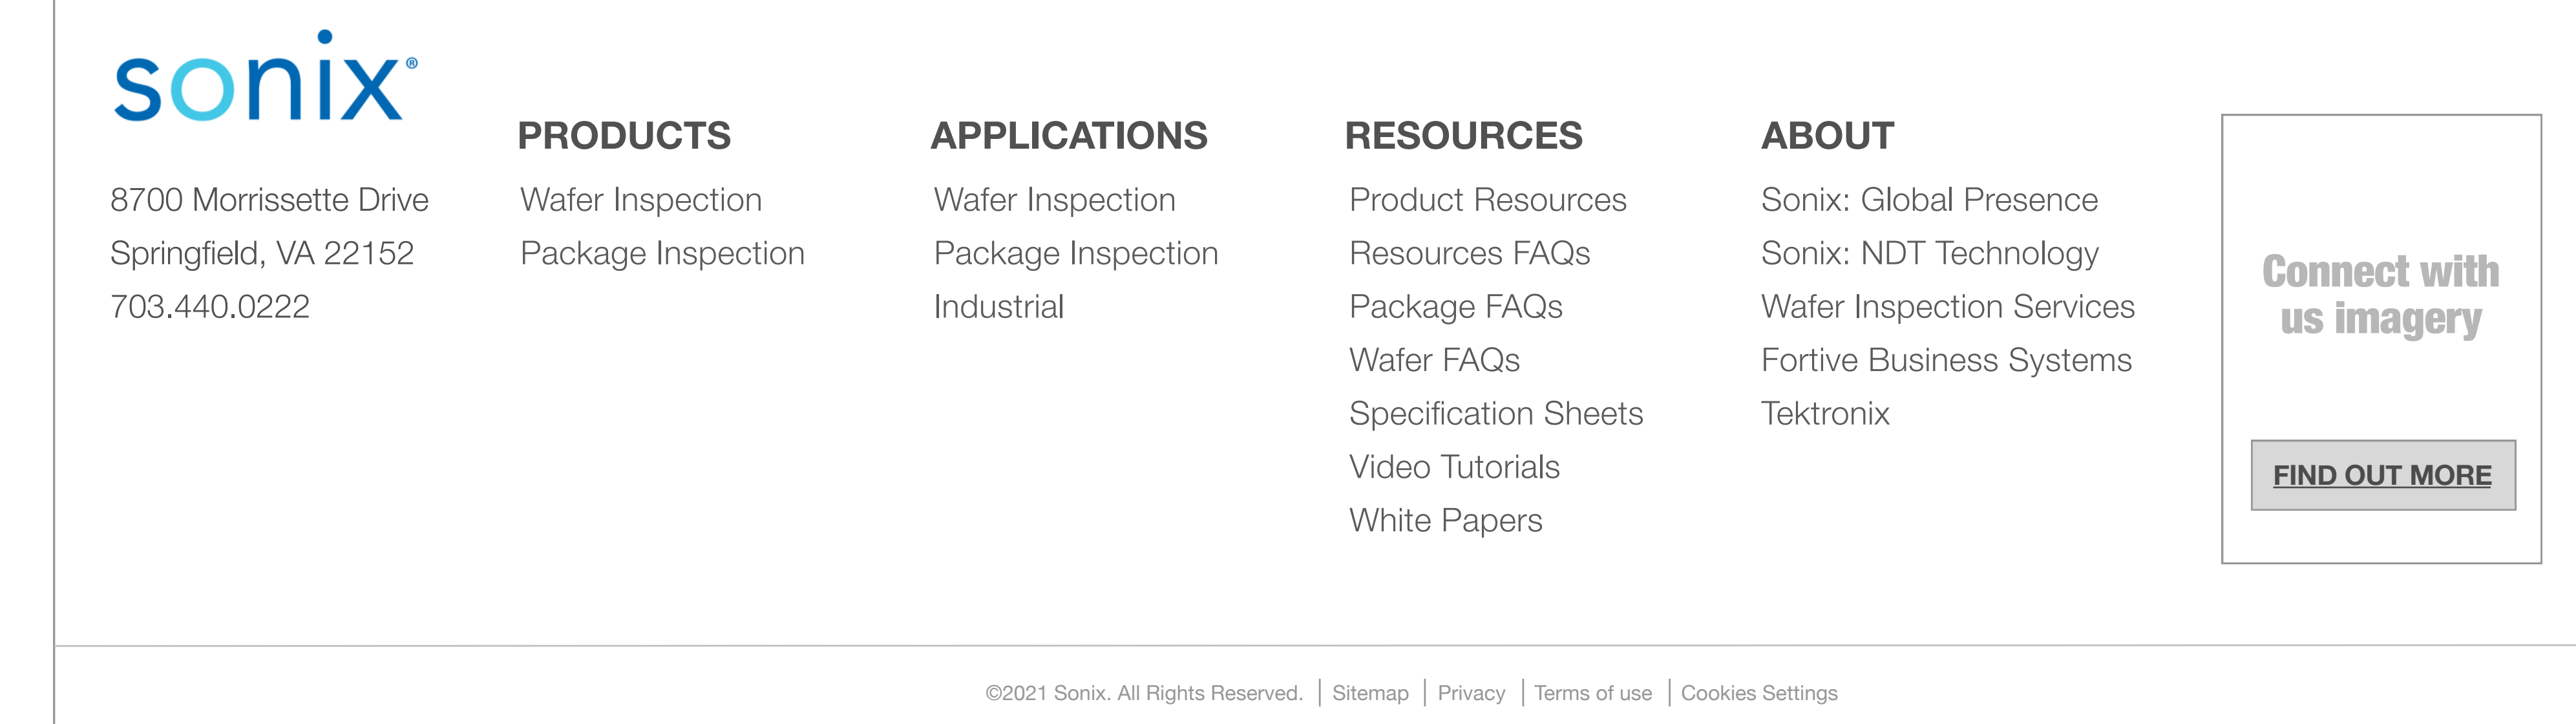 sonix®
8700 Morrissette Drive
Springfield, VA 22152
703.440.0222
PRODUCTS
Wafer Inspection
Package Inspection
APPLICATIONS
Wafer Inspection
Package Inspection
Industrial
RESOURCES
Product Resources
Resources FAQs
Package FAQs
Wafer FAQs
Specification Sheets
Video Tutorials
White Papers
ABOUT
Sonix: Global Presence
Sonix: NDT Technology
Wafer Inspection Services
Fortive Business Systems
Tektronix
Connect with
us imagery
FIND OUT MORE
©2021 Sonix. All Rights Reserved. | Sitemap | Privacy | Terms of use | Cookies Settings